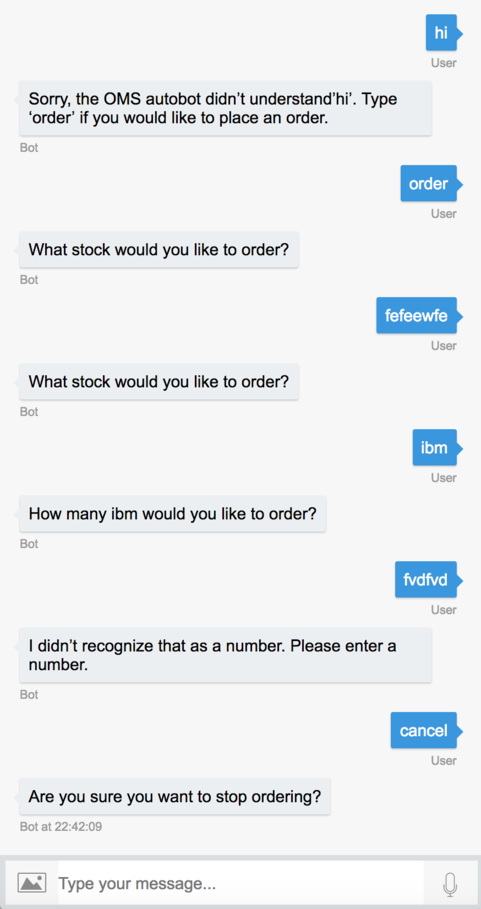 hi
User
Sorry, the OMS autobot didn’t understand’hi’. Type
‘order’ if you would like to place an order.
Bot
order
User
What stock would you like to order?
Bot
fefeewfe
User
What stock would you like to order?
Bot
ibm
User
How many ibm would you like to order?
Bot
fvdfvd
User
I didn’t recognize that as a number. Please enter a
number.
Bot
cancel
User
Are you sure you want to stop ordering?
Bot at 22:42:09
Type your message...